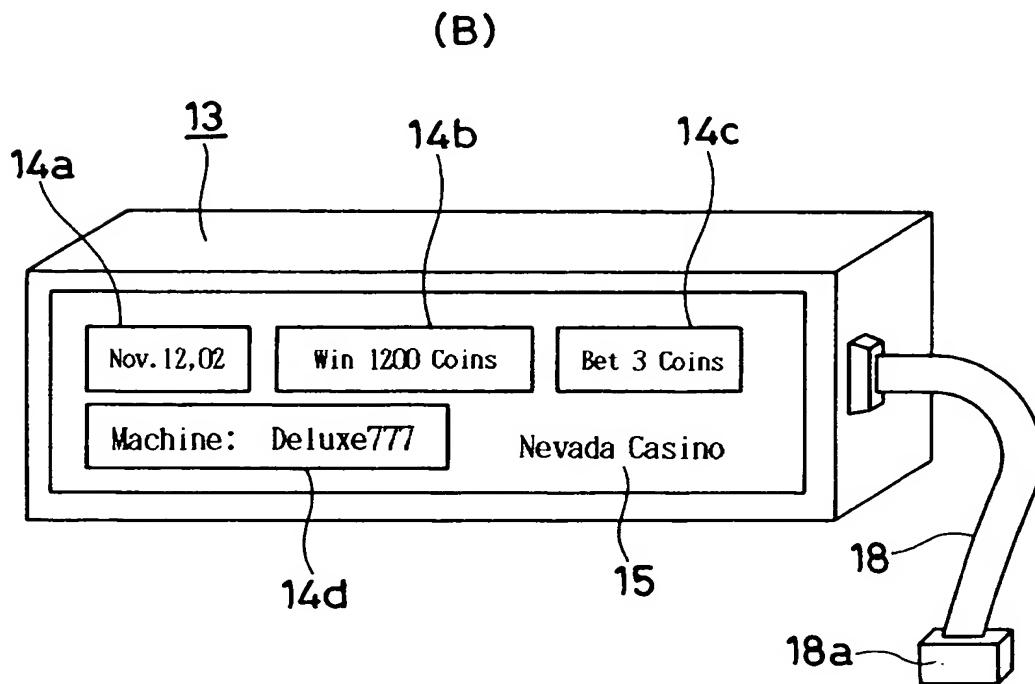 (B)
13
14a
14b
14c
Nov.12,02
Win 1200 Coins
Bet 3 Coins
Machine: Deluxe777
Nevada Casino
14d
15
18
18a